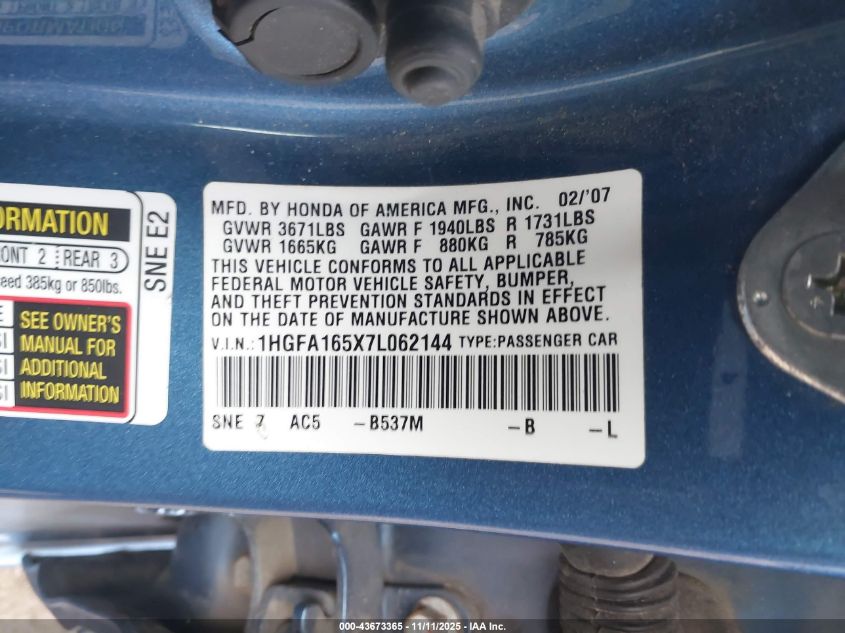 ORMATION
RONT 2 REAR 3
eed 385kg or 850lbs.
SEE OWNER'S
MANUAL FOR
ADDITIONAL
INFORMATION
SNE E2
MFD. BY HONDA OF AMERICA MFG., INC. 02/'07
GVWR 3671LBS GAWR F 1940LBS R 1731LBS
GVWR 1665KG GAWR F 880KG R 785KG
THIS VEHICLE CONFORMS TO ALL APPLICABLE
FEDERAL MOTOR VEHICLE SAFETY, BUMPER,
AND THEFT PREVENTION STANDARDS IN EFFECT
ON THE DATE OF MANUFACTURE SHOWN ABOVE.
V.I.N.: 1HGFA165X7L062144 TYPE:PASSENGER CAR
SNE 7 AC5 -B537M -B -L
000-43673365 - 11/11/2025 - IAA, Inc.